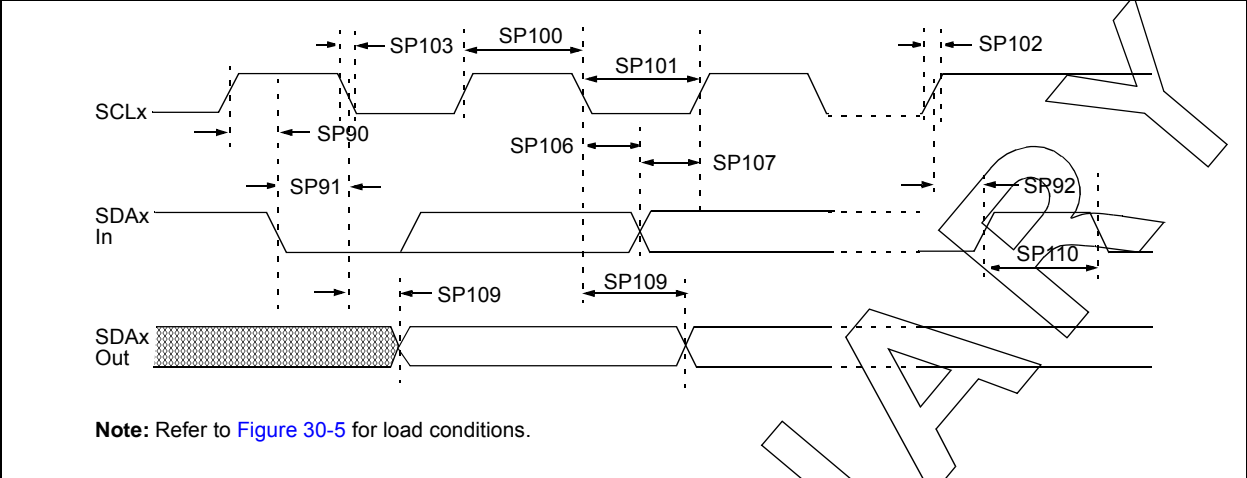 SP103
SP100
SP102
SP101
SCLx
SP90
SP106
SP107
SP91
SP92
SDAx
In
SP110
SP109
SP109
SDAx
Out
Note: Refer to Figure 30-5 for load conditions.
ARY